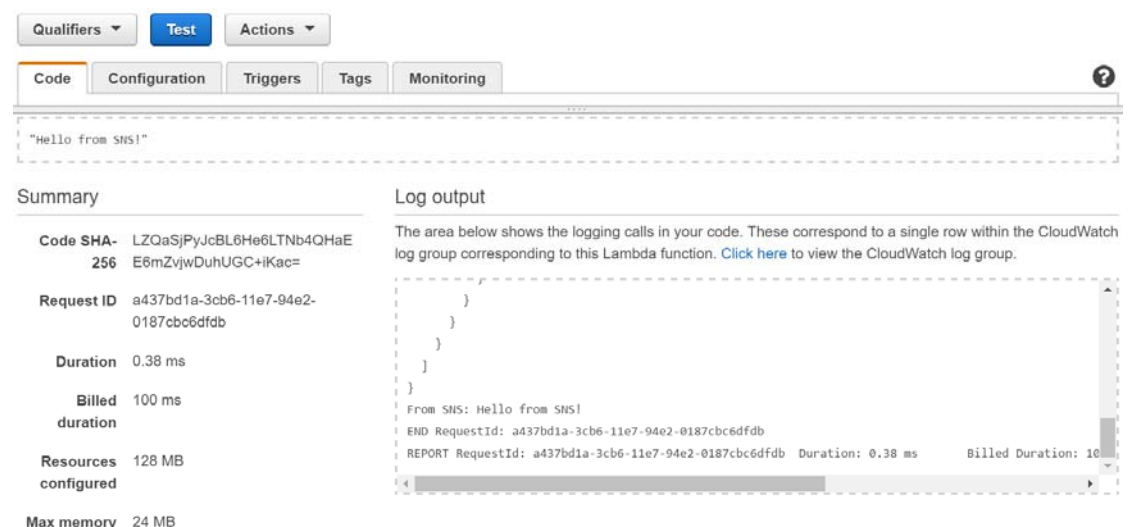 Qualifiers Test Actions
Code Configuration Triggers Tags Monitoring
"Hello from SNS!"
Summary
Code SHA-256 LZQaSjPyJcBL6He6LTNb4QHaE
E6mZvjwDuhUGC+iKac=
Request ID a437bd1a-3cb6-11e7-94e2-
0187cbc6dfdb
Duration 0.38 ms
Billed duration 100 ms
Resources configured 128 MB
Max memory 24 MB
Log output
The area below shows the logging calls in your code. These correspond to a single row within the CloudWatch
log group corresponding to this Lambda function. Click here to view the CloudWatch log group.
}
}
}
]
}
From SNS: Hello from SNS!
END RequestId: a437bd1a-3cb6-11e7-94e2-0187cbc6dfdb
REPORT RequestId: a437bd1a-3cb6-11e7-94e2-0187cbc6dfdb Duration: 0.38 ms Billed Duration: 10